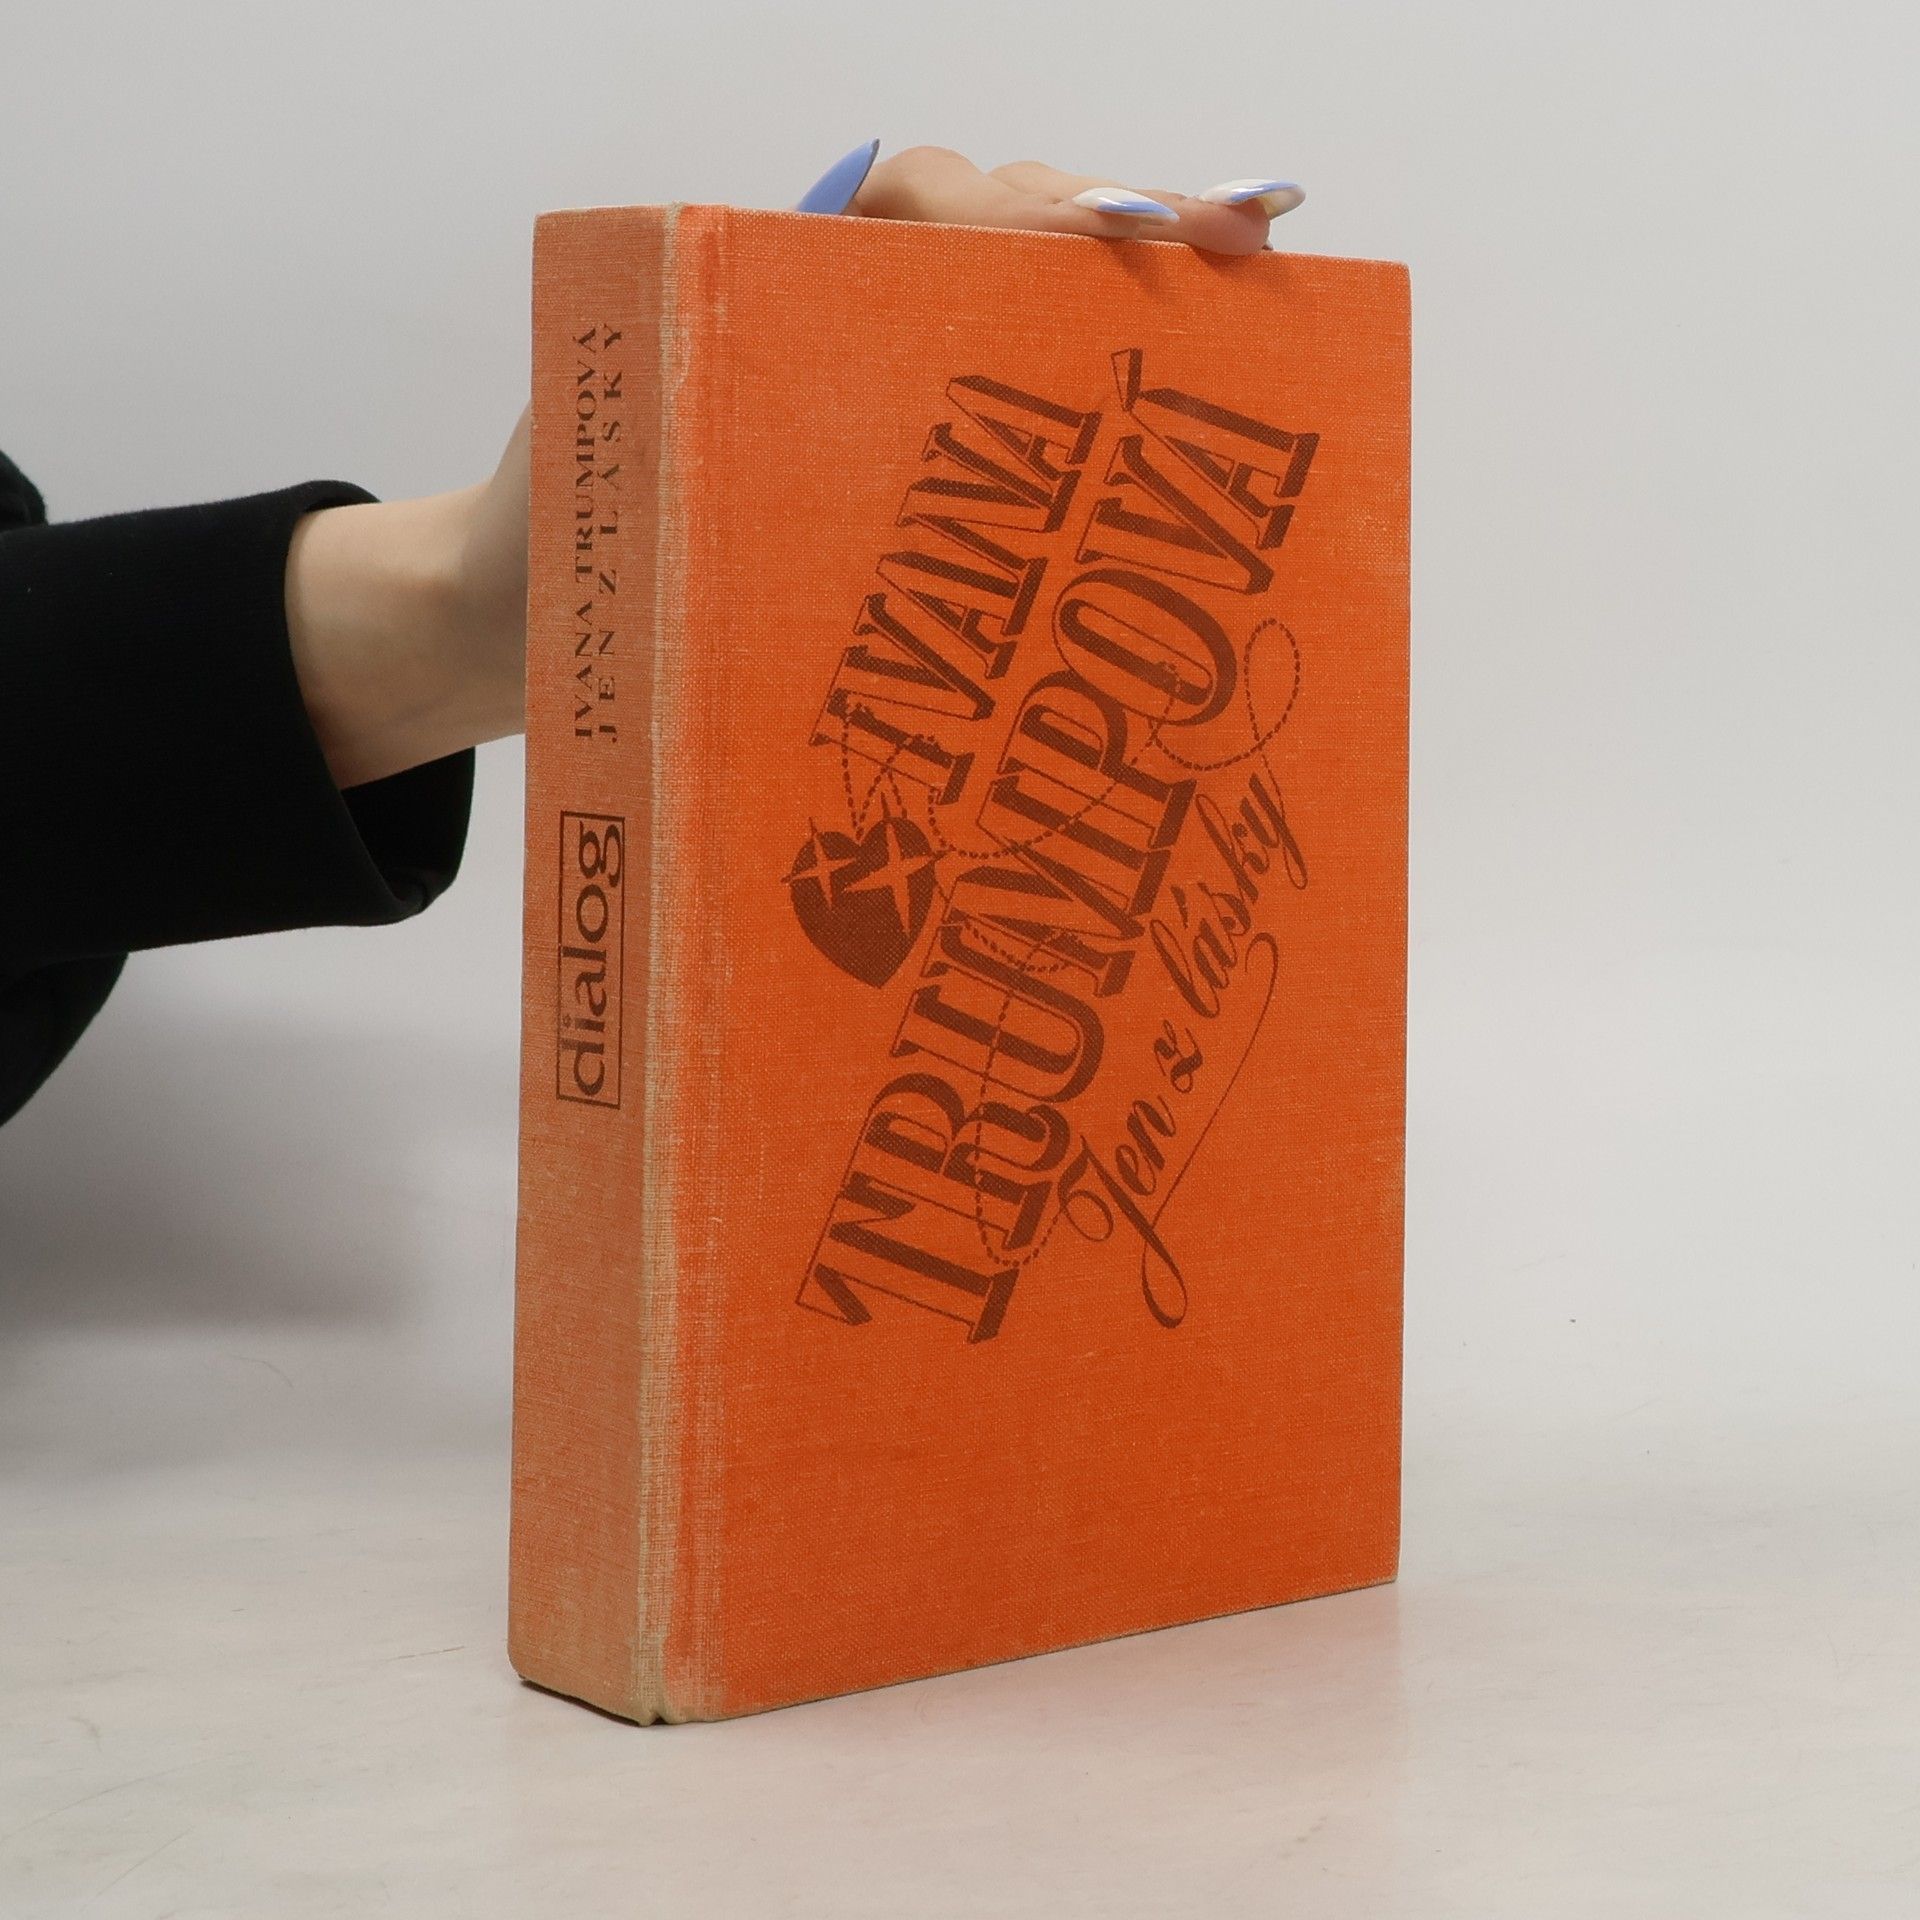 IVANA TRUMPOVÁ
JEN Z LÁSKY
dialog
IVANA
TRUMPOVÁ
Jen z lásky